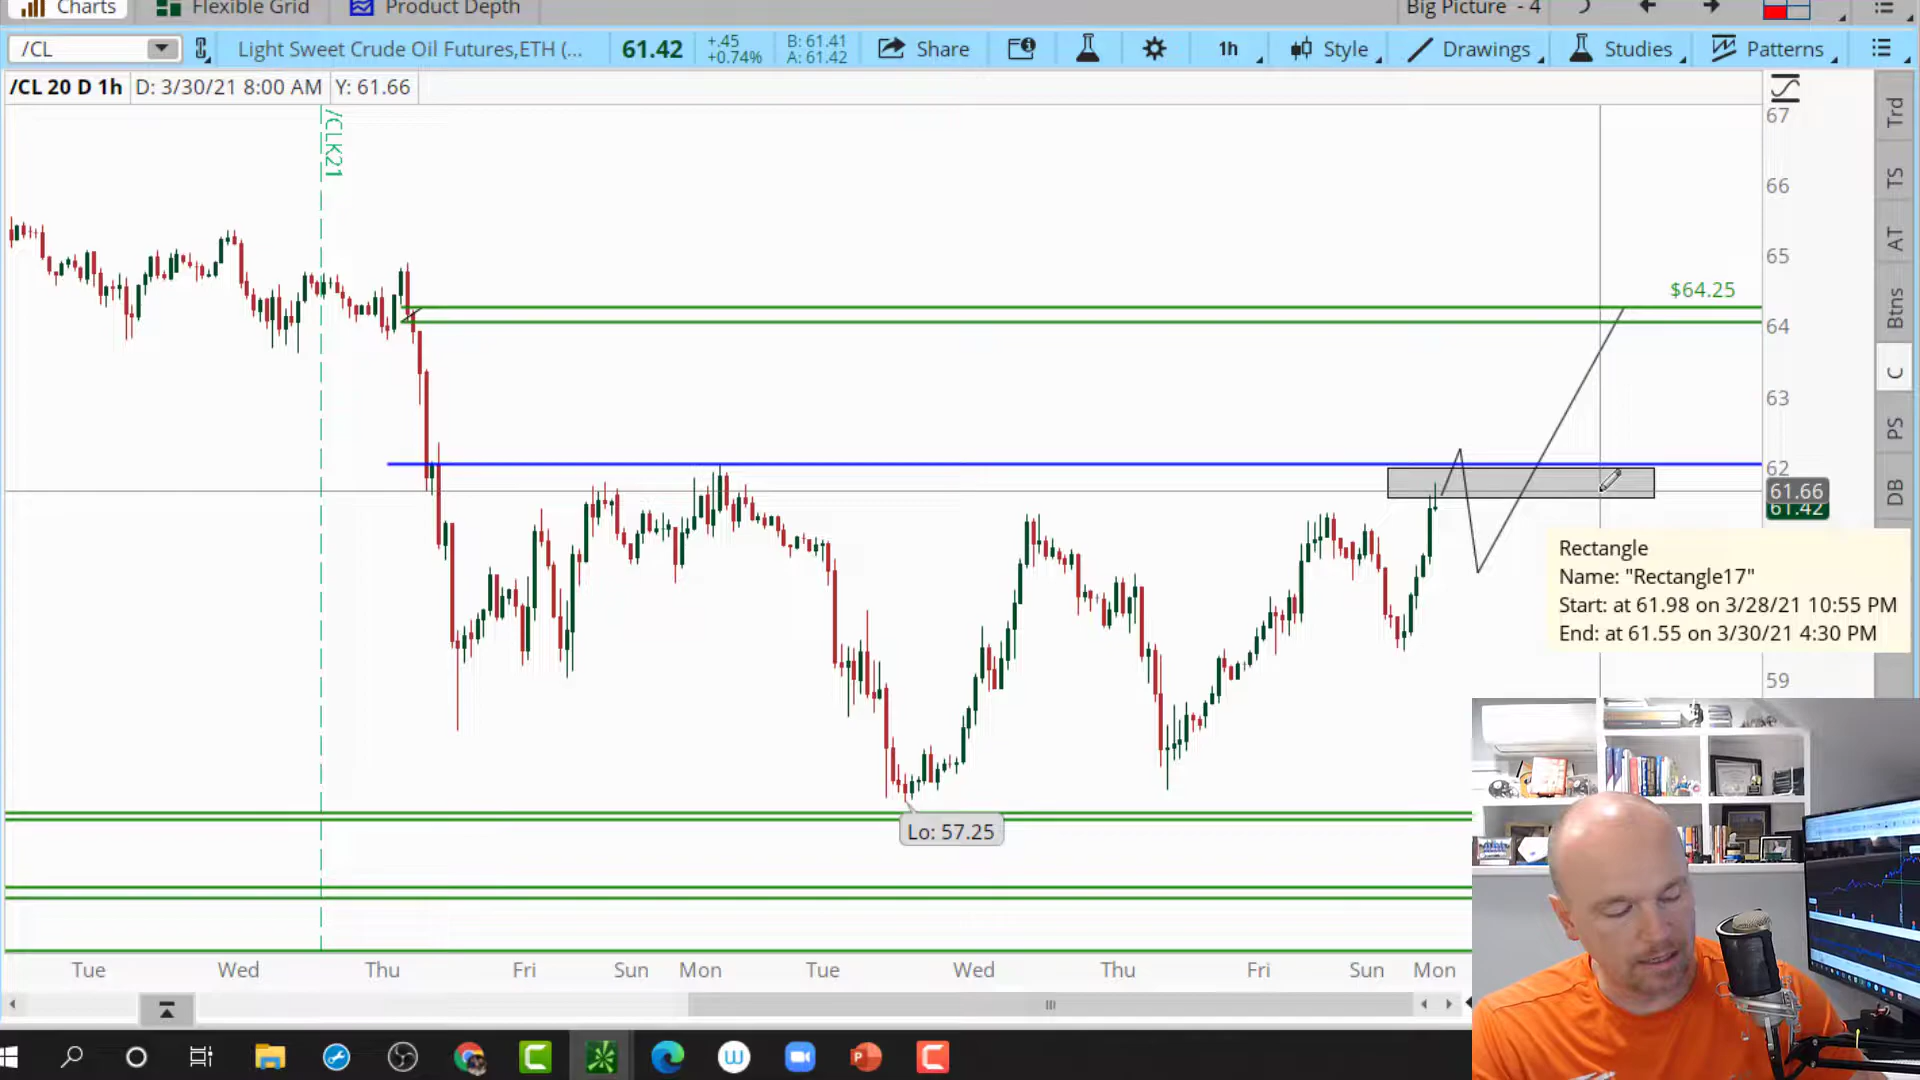 Charts
Flexible Grid
Product Depth
Big Picture - 4
/CL
Light Sweet Crude Oil Futures,ETH (...
61.42
+.45
+0.74%
B: 61.41
A: 61.42
Share
1h
Style
Drawings
Studies
Patterns
/CL 20 D 1h
D: 3/30/21 8:00 AM
Y: 61.66
/CLK21
67
66
65
64
63
62
61.66
61.42
59
$64.25
Rectangle
Name: "Rectangle17"
Start: at 61.98 on 3/28/21 10:55 PM
End: at 61.55 on 3/30/21 4:30 PM
Lo: 57.25
Trd
TS
AT
Btns
C
PS
DB
Tue
Wed
Thu
Fri
Sun
Mon
Tue
Wed
Thu
Fri
Sun
Mon